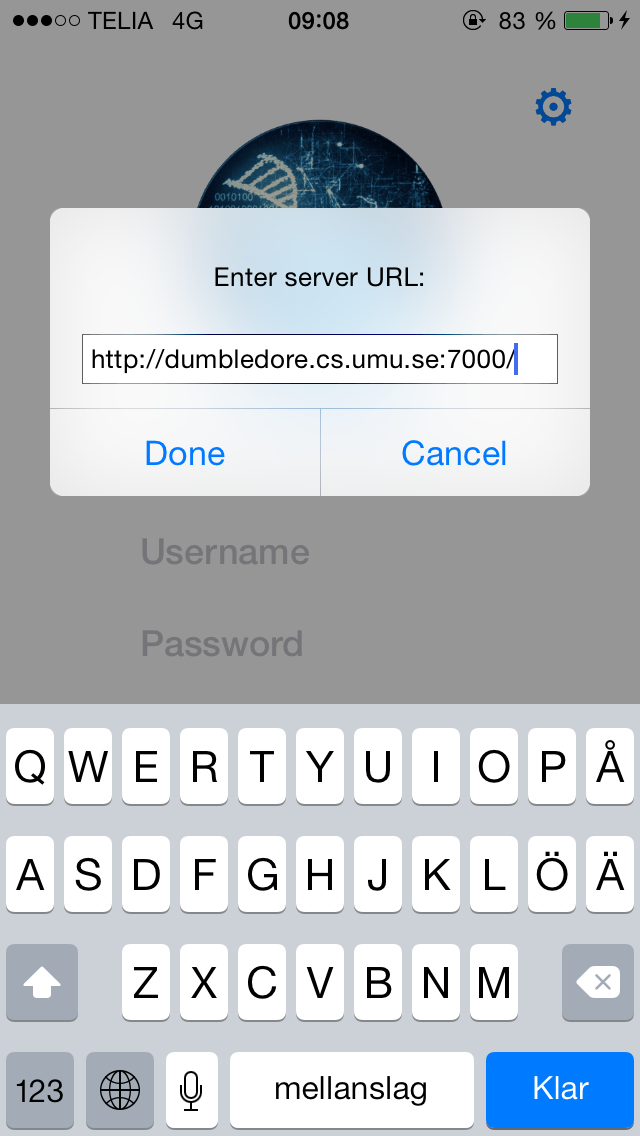 TELIA 4G 09:08 83 %
0010100
Enter server URL:
http://dumbledore.cs.umu.se:7000/
Done Cancel
Username
Password
Q W E R T Y U I O P Å
A S D F G H J K L Ö Ä
Z X C V B N M
123 mellanslag Klar